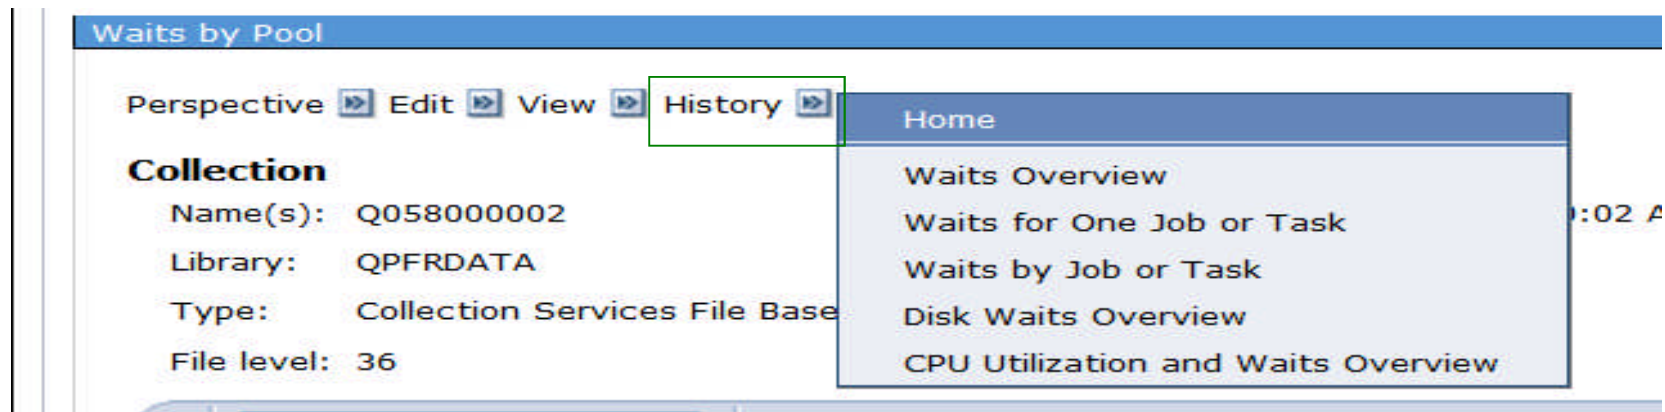 Waits by Pool
Perspective Edit View History
Home
Waits Overview
Waits for One Job or Task
Waits by Job or Task
Disk Waits Overview
CPU Utilization and Waits Overview
Collection
Name(s): Q058000002
:02 A
Library: QPFRDATA
Type: Collection Services File Base
File level: 36